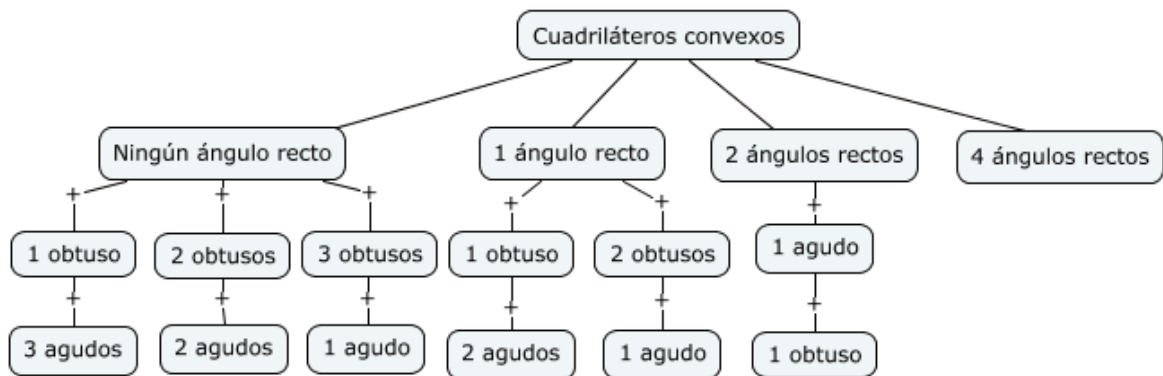 Cuadriláteros convexos
Ningún ángulo recto
1 ángulo recto
2 ángulos rectos
4 ángulos rectos
+
+
+
+
+
+
1 obtuso
2 obtusos
3 obtusos
1 obtuso
2 obtusos
1 agudo
+
+
+
+
+
+
3 agudos
2 agudos
1 agudo
2 agudos
1 agudo
1 obtuso